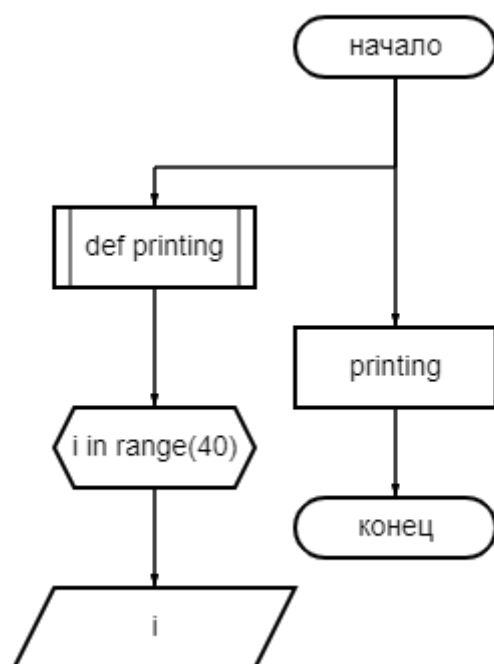 начало
def printing
printing
i in range(40)
конец
i